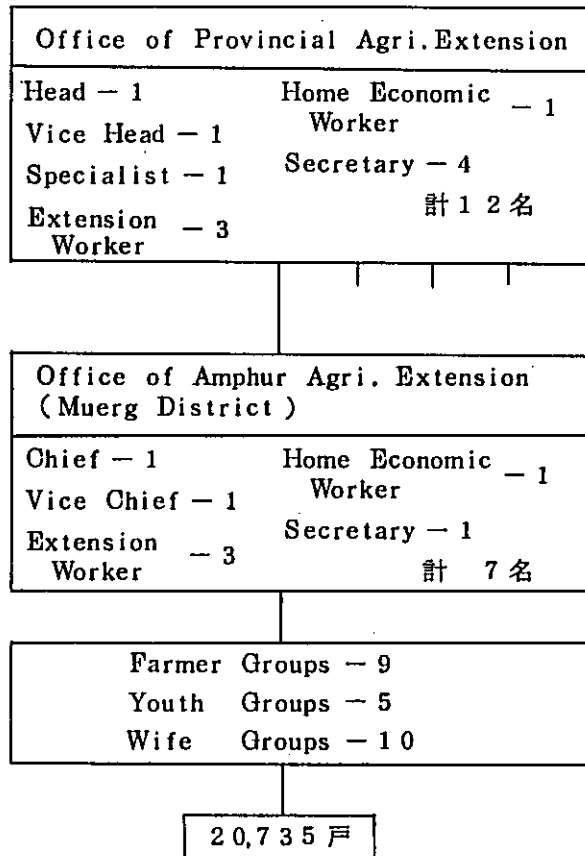 Office of Provincial Agri.Extension
Head － 1
Vice Head － 1
Specialist － 1
Extension Worker － 3
Home Economic Worker － 1
Secretary － 4
計 1 2 名
Office of Amphur Agri. Extension
(Muerg District)
Chief － 1
Vice Chief － 1
Extension Worker － 3
Home Economic Worker － 1
Secretary － 1
計 7 名
Farmer Groups － 9
Youth Groups － 5
Wife Groups － 1 0
2 0,7 3 5 戸